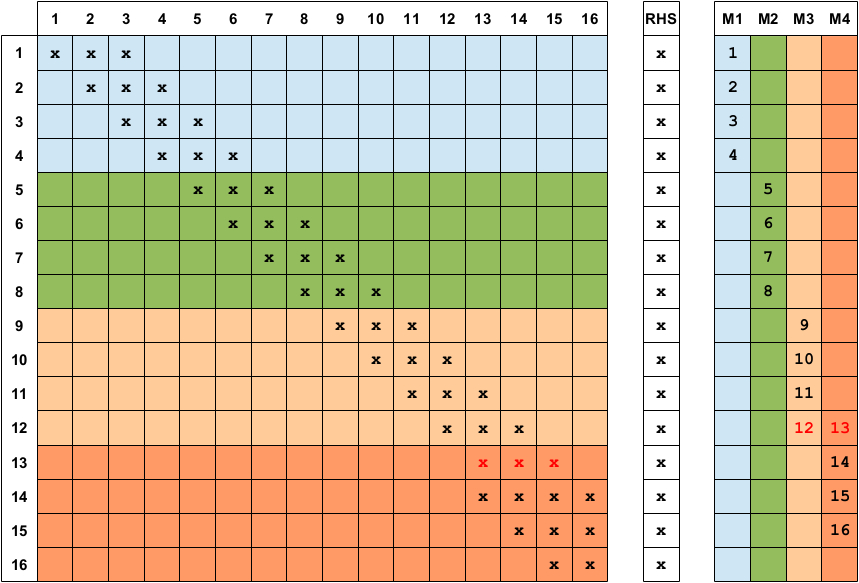 1 2 3 4 5 6 7 8 9 10 11 12 13 14 15 16 RHS M1 M2 M3 M4
1 x x x x 1
2 x x x x 2
3 x x x x 3
4 x x x x 4
5 x x x x 5
6 x x x x 6
7 x x x x 7
8 x x x x 8
9 x x x x 9
10 x x x x 10
11 x x x x 11
12 x x x x 12 13
13 x x x x 14
14 x x x x x 15
15 x x x x 16
16 x x x